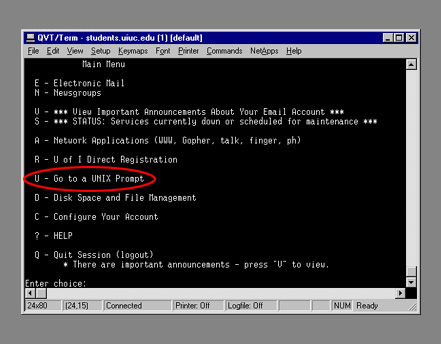 QVT/Term - students.uiuc.edu (1) [default]
File Edit View Setup Keymaps Font Printer Commands NetApps Help
Main Menu
E - Electronic Mail
N - Newsgroups
V - *** View Important Announcements About Your Email Account ***
S - *** STATUS: Services currently down or scheduled for maintenance ***
A - Network Applications (WWW, Gopher, talk, finger, ph)
R - U of I Direct Registration
U - Go to a UNIX Prompt
D - Disk Space and File Management
C - Configure Your Account
? - HELP
Q - Quit Session (logout)
* There are important announcements - press "V" to view.
Enter choice:
24x80 (24,15) Connected Printer: Off Logfile: Off NUM Ready